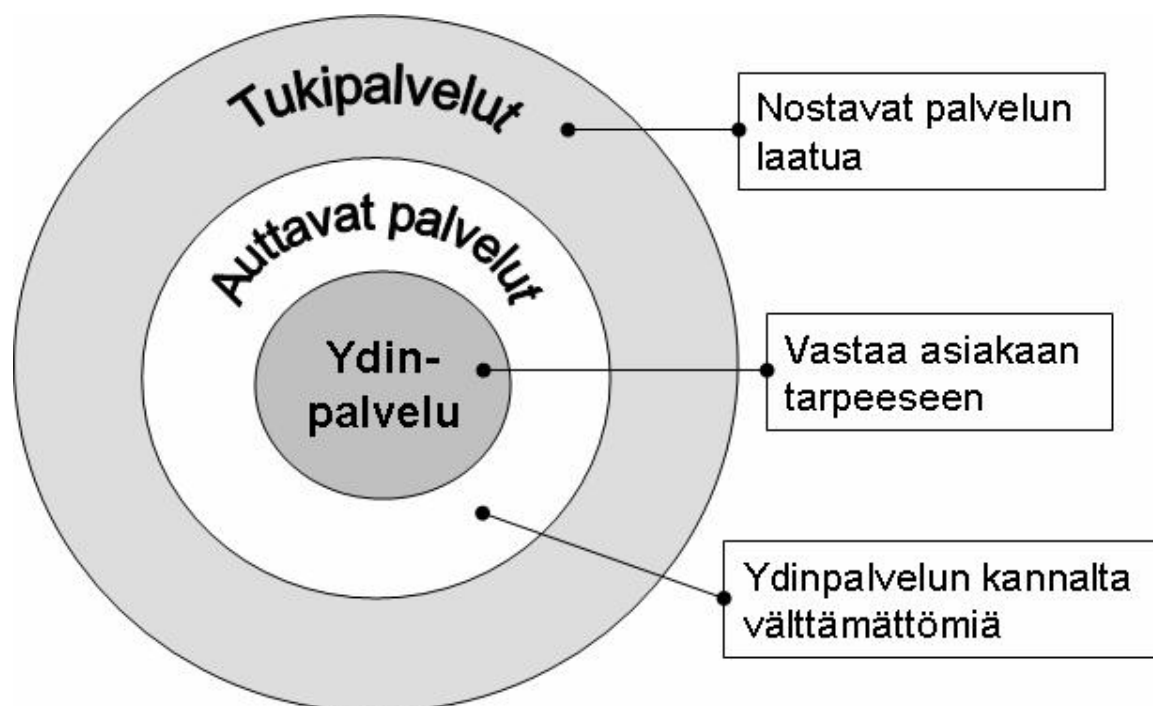 Tukipalvelut
Nostavat palvelun
laatua
Auttavat palvelut
Ydin-
palvelu
Vastaa asiakaan
tarpeeseen
Ydinpalvelun kannalta
välttämättömiä